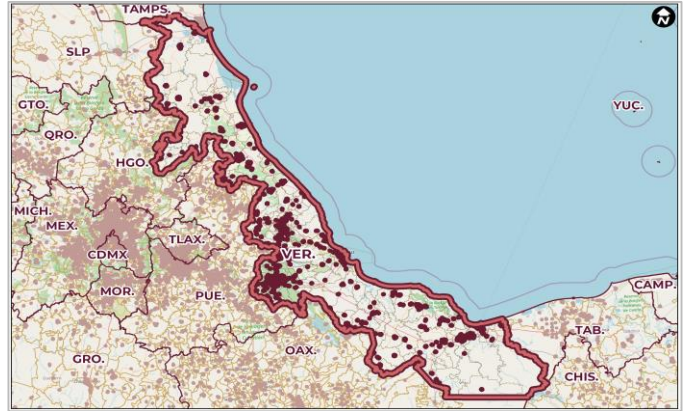 TAMPS.
N
SLP
GTO.
YUC.
QRO.
HGO.
MICH.
MEX.
TLAX.
CDMX
VER.
MOR.
PUE.
CAMP.
TAB.
OAX.
GRO.
CHIS.